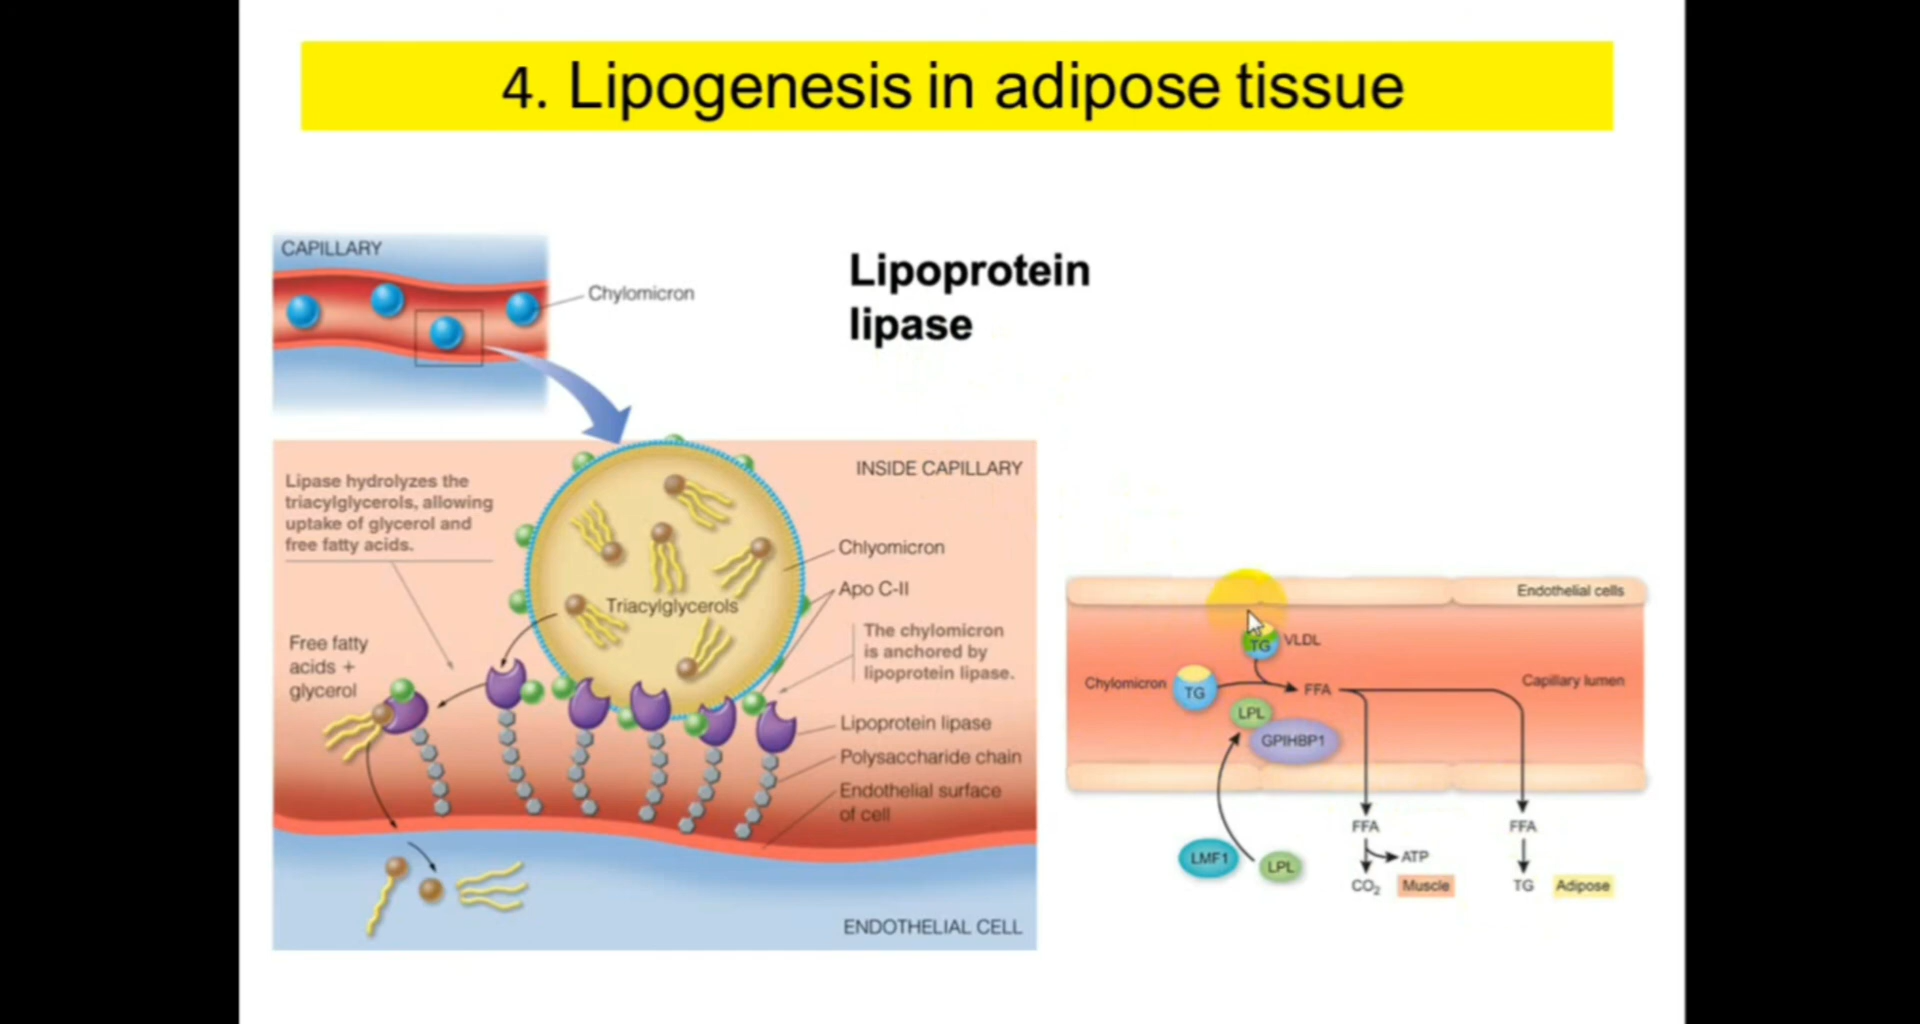 4. Lipogenesis in adipose tissue
CAPILLARY
Chylomicron
Lipoprotein
lipase
INSIDE CAPILLARY
Lipase hydrolyzes the
triacylglycerols, allowing
uptake of glycerol and
free fatty acids.
Chlyomicron
Apo C-II
Triacylglycerols
The chylomicron
is anchored by
lipoprotein lipase.
Free fatty
acids +
glycerol
Lipoprotein lipase
Polysaccharide chain
Endothelial surface
of cell
ENDOTHELIAL CELL
Endothelial cells
TG
VLDL
Chylomicron
TG
FFA
Capillary lumen
LPL
GPIHBP1
FFA
FFA
LMF1
LPL
ATP
CO₂
Muscle
TG
Adipose